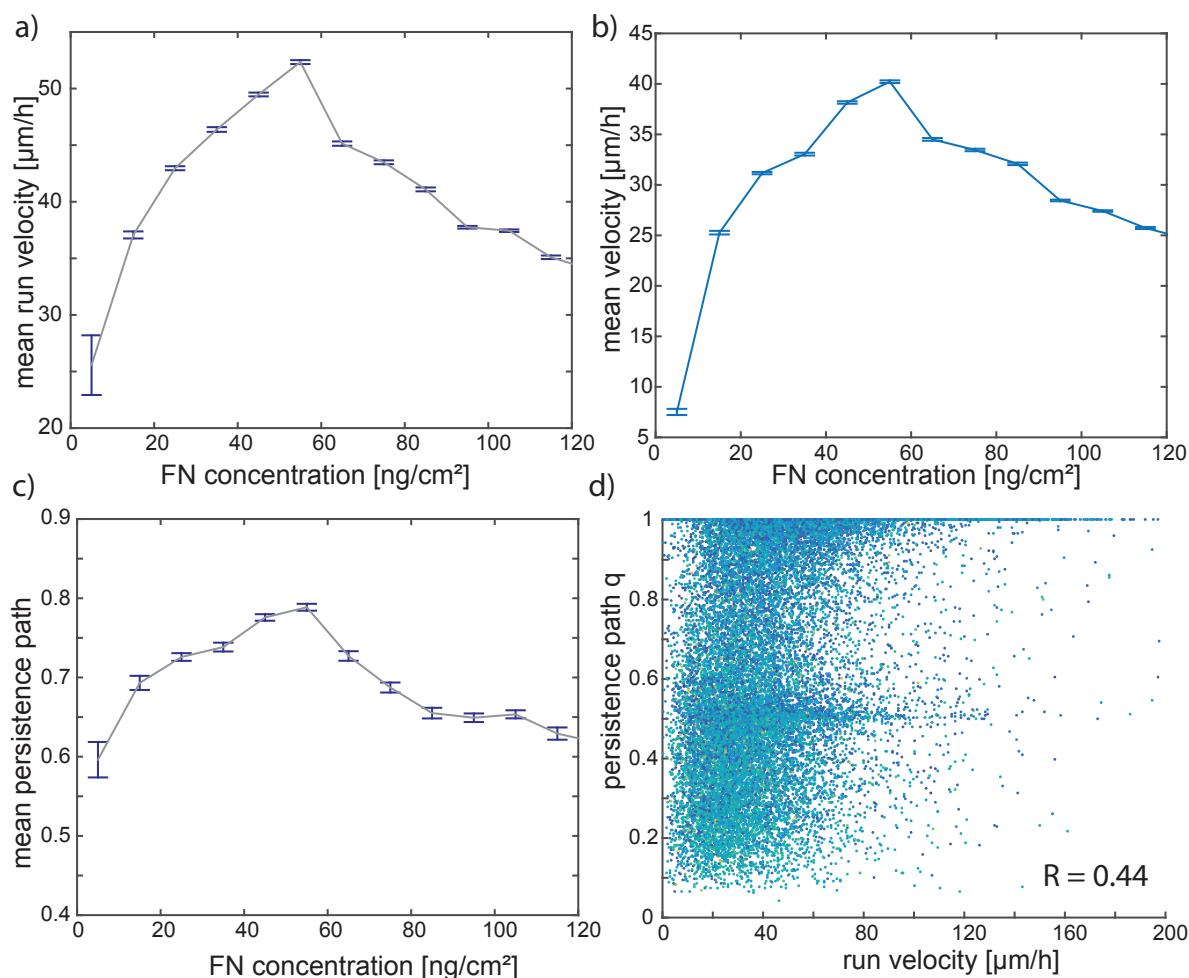 a)
mean run velocity [µm/h]
50
40
30
20
0 20 40 60 80 100 120
FN concentration [ng/cm²]
b)
mean velocity [µm/h]
45
40
35
30
25
20
15
10
5
0 20 40 60 80 100 120
FN concentration [ng/cm²]
c)
mean persistence path
0.9
0.8
0.7
0.6
0.5
0.4
0 20 40 60 80 100 120
FN concentration [ng/cm²]
d)
persistence path q
1
0.8
0.6
0.4
0.2
0
R = 0.44
0 40 80 120 160 200
run velocity [µm/h]